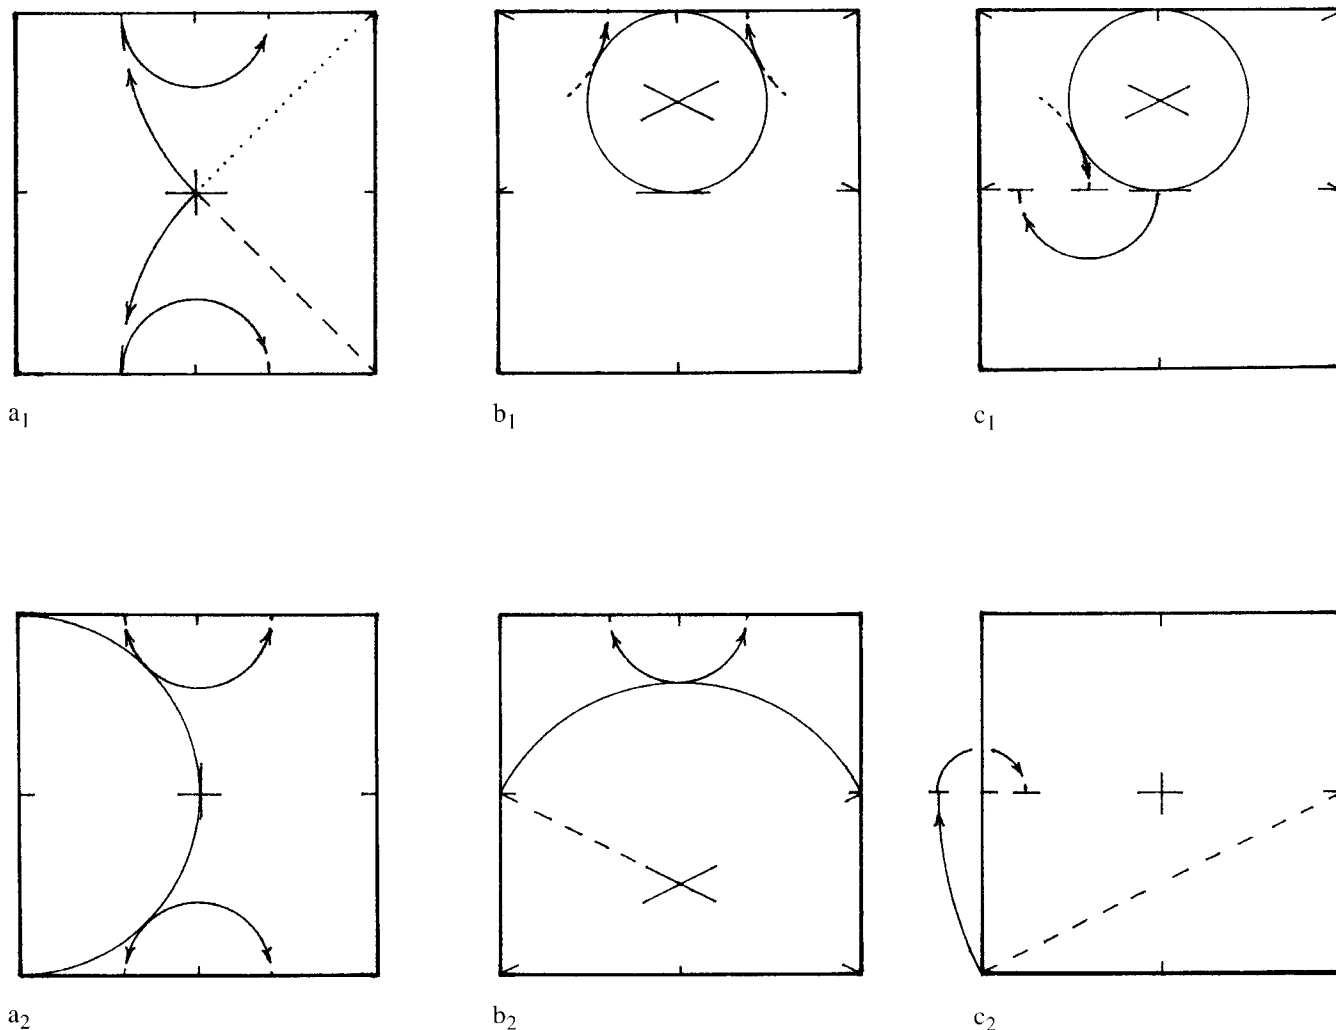 a₁ b₁ c₁
a₂ b₂ c₂